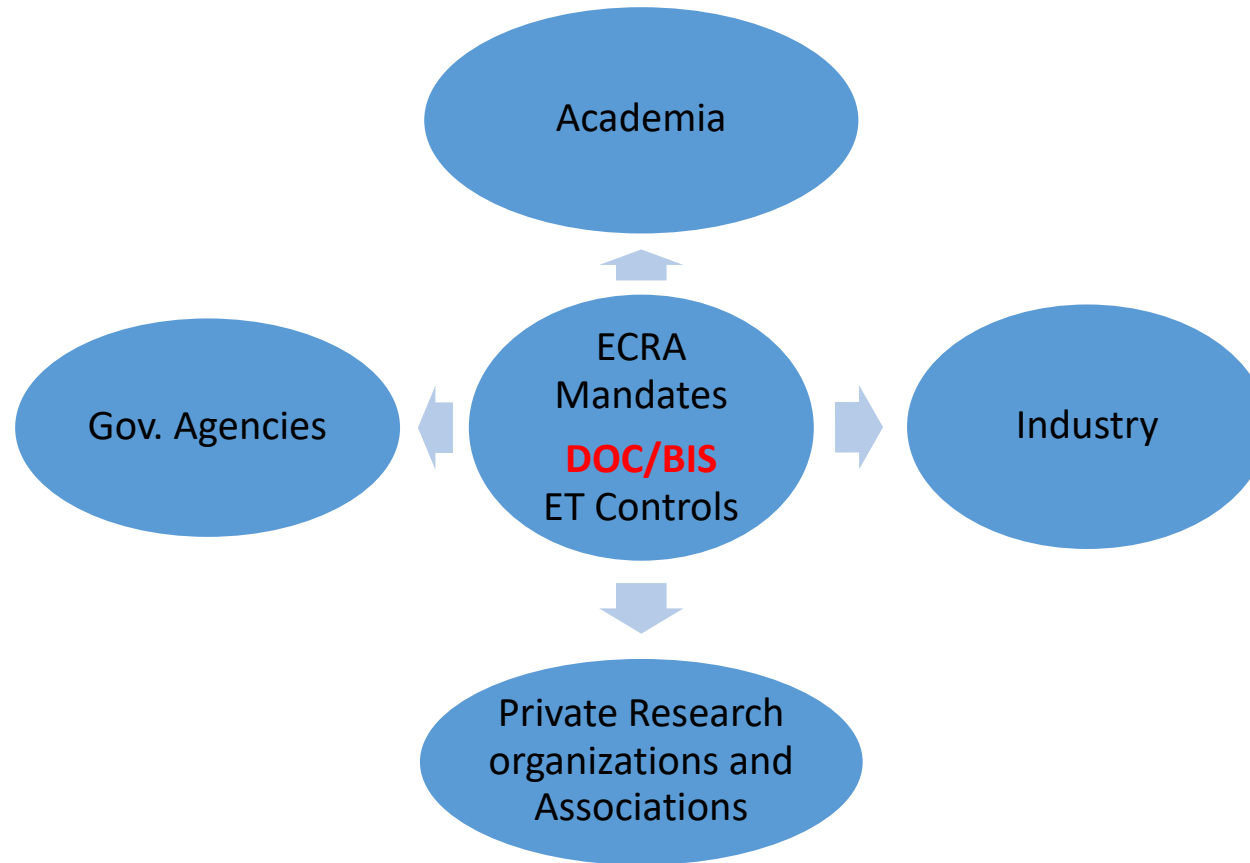 Academia
Gov. Agencies
ECRA
Mandates
DOC/BIS
ET Controls
Industry
Private Research
organizations and
Associations